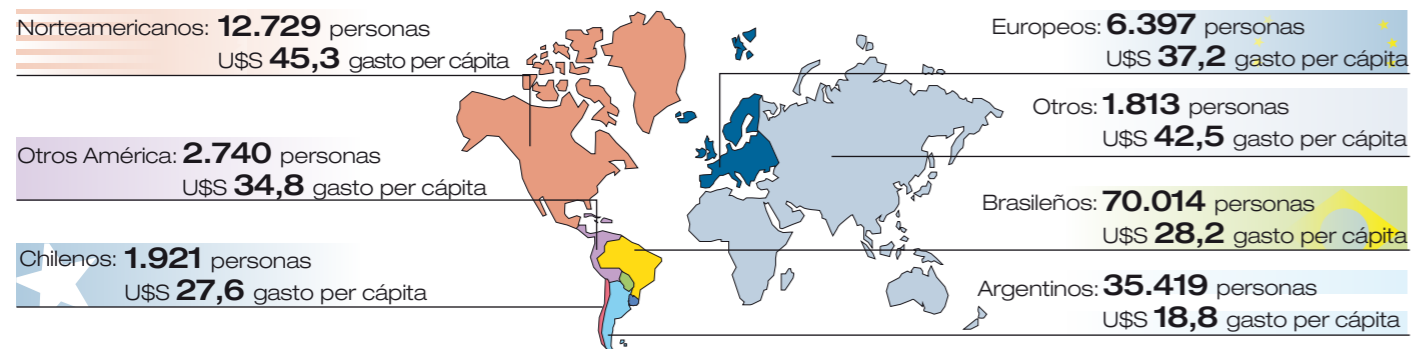 Norteamericanos: 12.729 personas
U$S 45,3 gasto per cápita
Otros América: 2.740 personas
U$S 34,8 gasto per cápita
Chilenos: 1.921 personas
U$S 27,6 gasto per cápita
Europeos: 6.397 personas
U$S 37,2 gasto per cápita
Otros: 1.813 personas
U$S 42,5 gasto per cápita
Brasileños: 70.014 personas
U$S 28,2 gasto per cápita
Argentinos: 35.419 personas
U$S 18,8 gasto per cápita